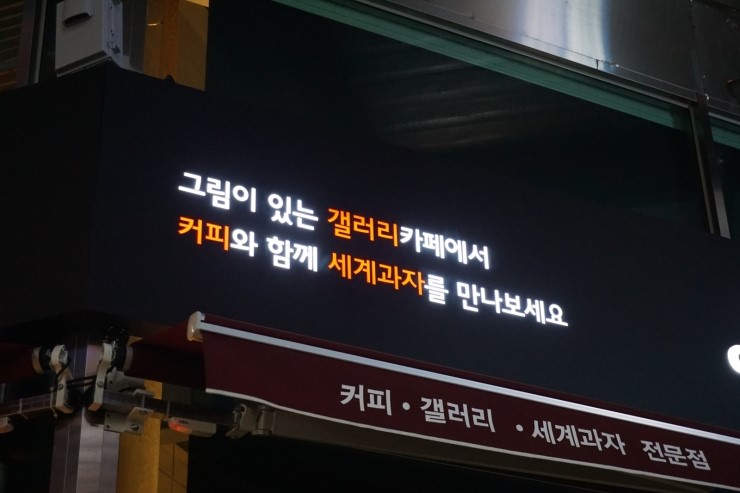 그림이 있는 갤러리카페에서
커피와 함께 세계과자를 만나보세요
커피 · 갤러리 · 세계과자 전문점